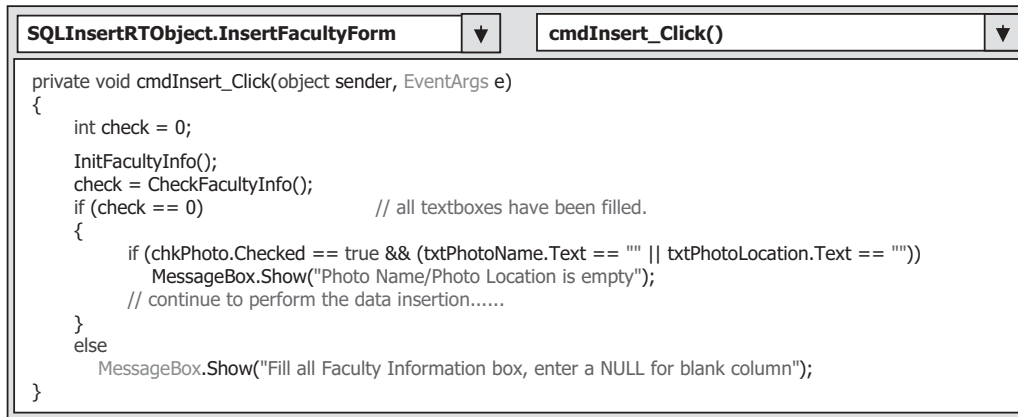 SQLInsertRTObject.InsertFacultyForm cmdInsert_Click()
private void cmdInsert_Click(object sender, EventArgs e)
{
int check = 0;
InitFacultyInfo();
check = CheckFacultyInfo();
if (check == 0) // all textboxes have been filled.
{
if (chkPhoto.Checked == true && (txtPhotoName.Text == "" || txtPhotoLocation.Text == ""))
MessageBox.Show("Photo Name/Photo Location is empty");
// continue to perform the data insertion......
}
else
MessageBox.Show("Fill all Faculty Information box, enter a NULL for blank column");
}